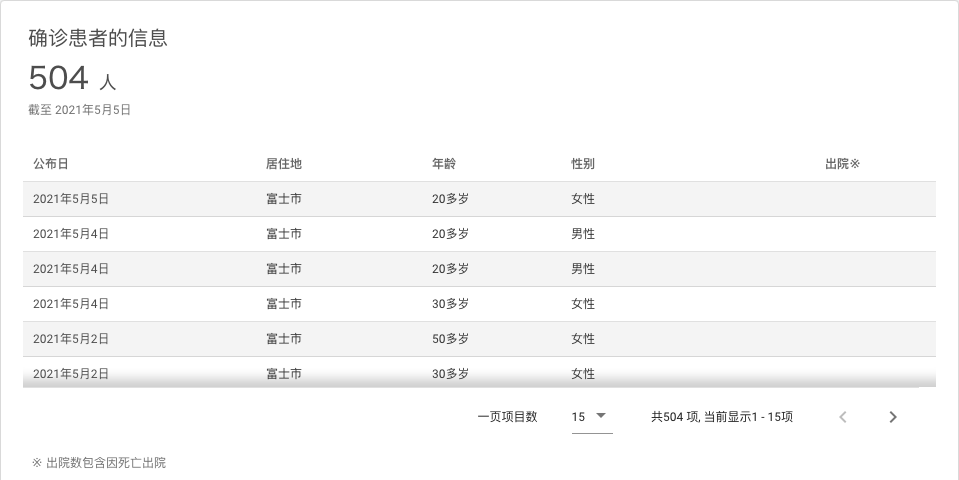 确诊患者的信息
504 人
截至 2021年5月5日
公布日 居住地 年龄 性别 出院※
2021年5月5日 富士市 20多岁 女性
2021年5月4日 富士市 20多岁 男性
2021年5月4日 富士市 20多岁 男性
2021年5月4日 富士市 30多岁 女性
2021年5月2日 富士市 50多岁 女性
2021年5月2日 富士市 30多岁 女性
一页项目数 15 共504 项, 当前显示1 - 15项
※ 出院数包含因死亡出院